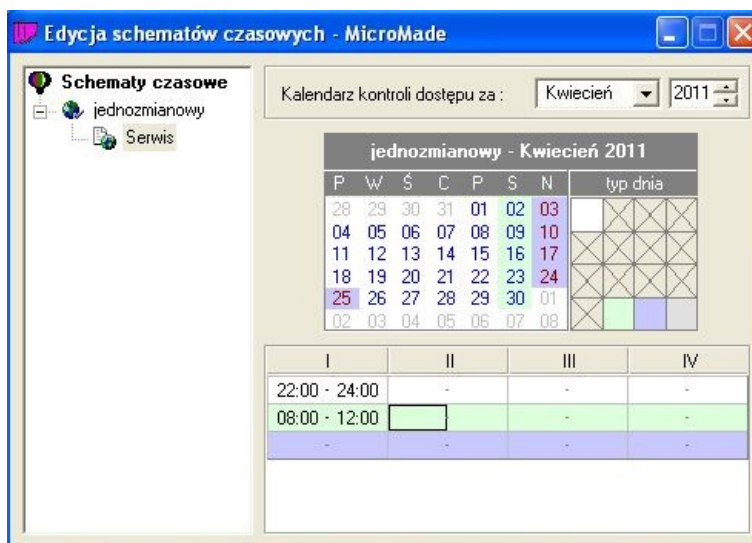 Edycja schematów czasowych - MicroMade
Schematy czasowe
jednozmianowy
Serwis
Kalendarz kontroli dostępu za :
Kwiecień
2011
jednozmianowy - Kwiecień 2011
P W Ś C P S N typ dnia
28 29 30 31 01 02 03
04 05 06 07 08 09 10
11 12 13 14 15 16 17
18 19 20 21 22 23 24
25 26 27 28 29 30 01
02 03 04 05 06 07 08
I II III IV
22:00 - 24:00 - - -
08:00 - 12:00 - - -
- - - -